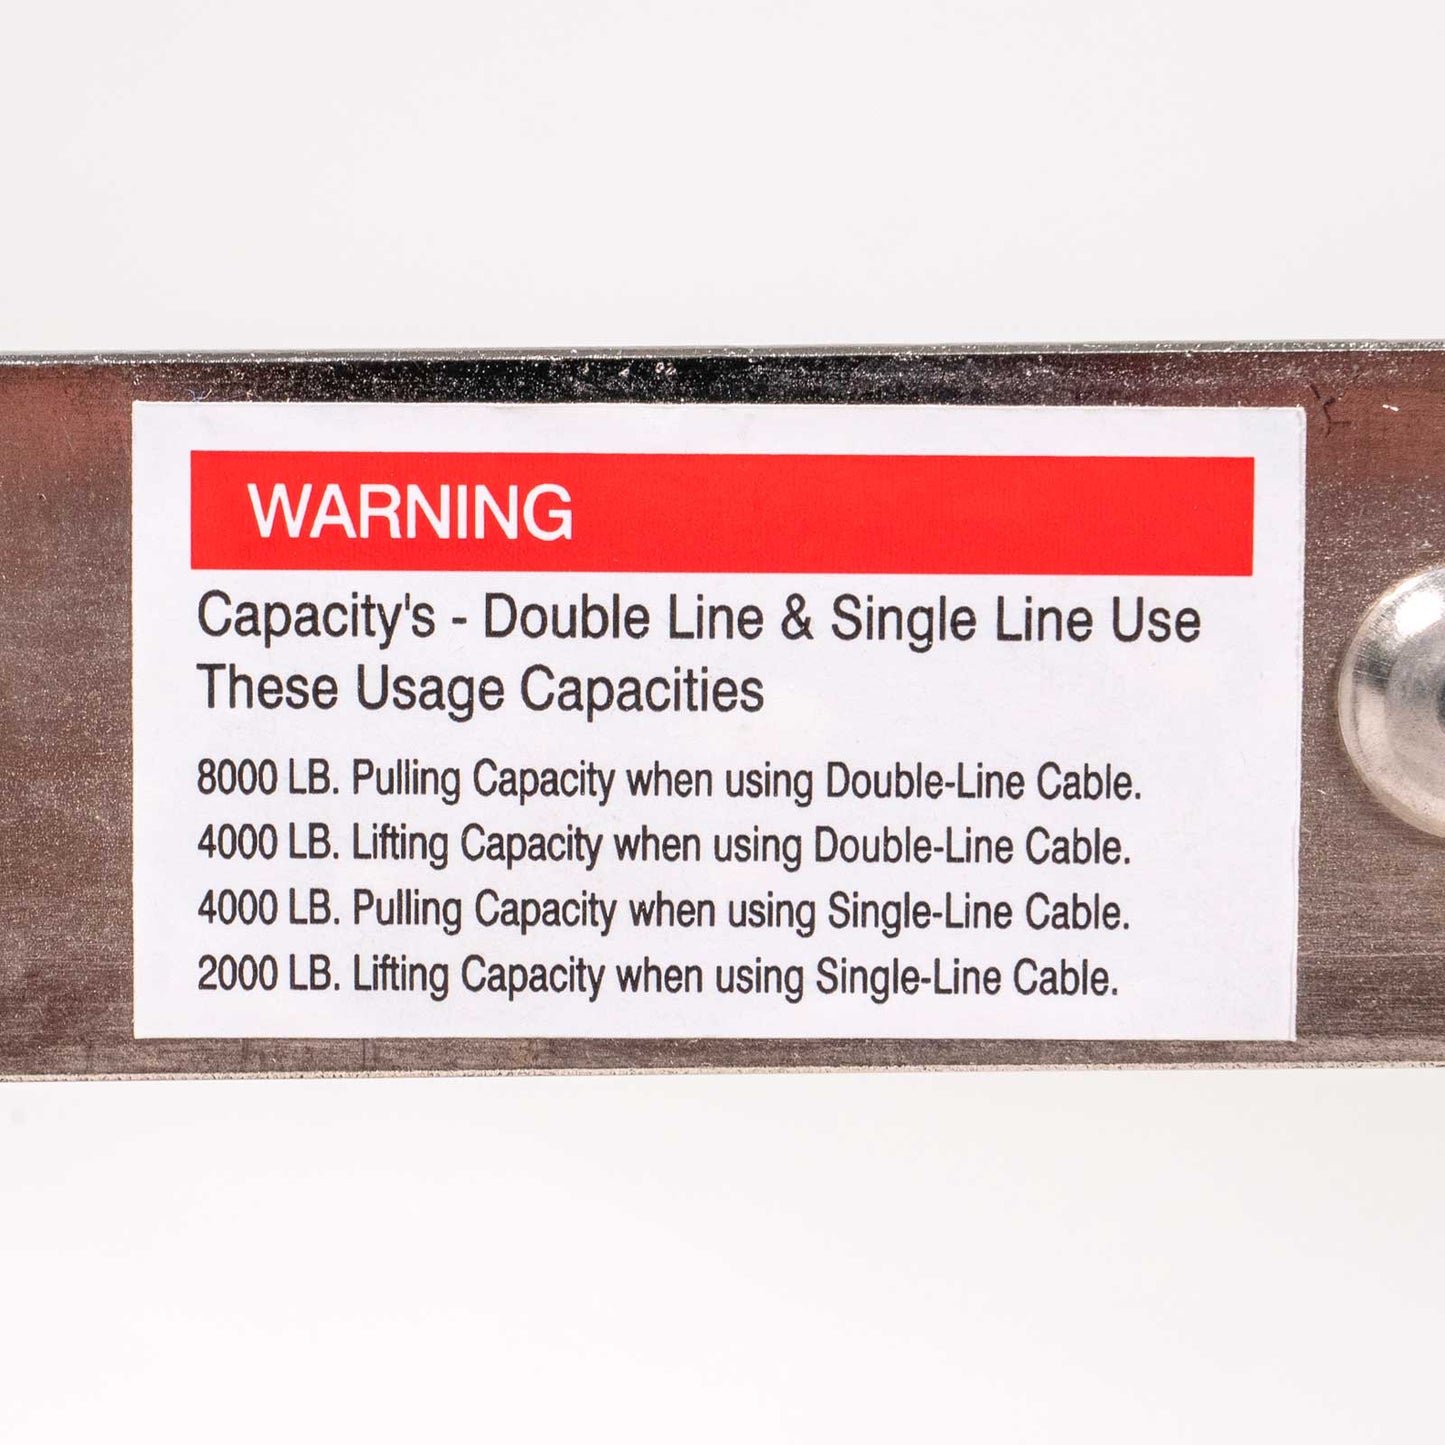 WARNING
Capacity's - Double Line & Single Line Use
These Usage Capacities
8000 LB. Pulling Capacity when using Double-Line Cable.
4000 LB. Lifting Capacity when using Double-Line Cable.
4000 LB. Pulling Capacity when using Single-Line Cable.
2000 LB. Lifting Capacity when using Single-Line Cable.